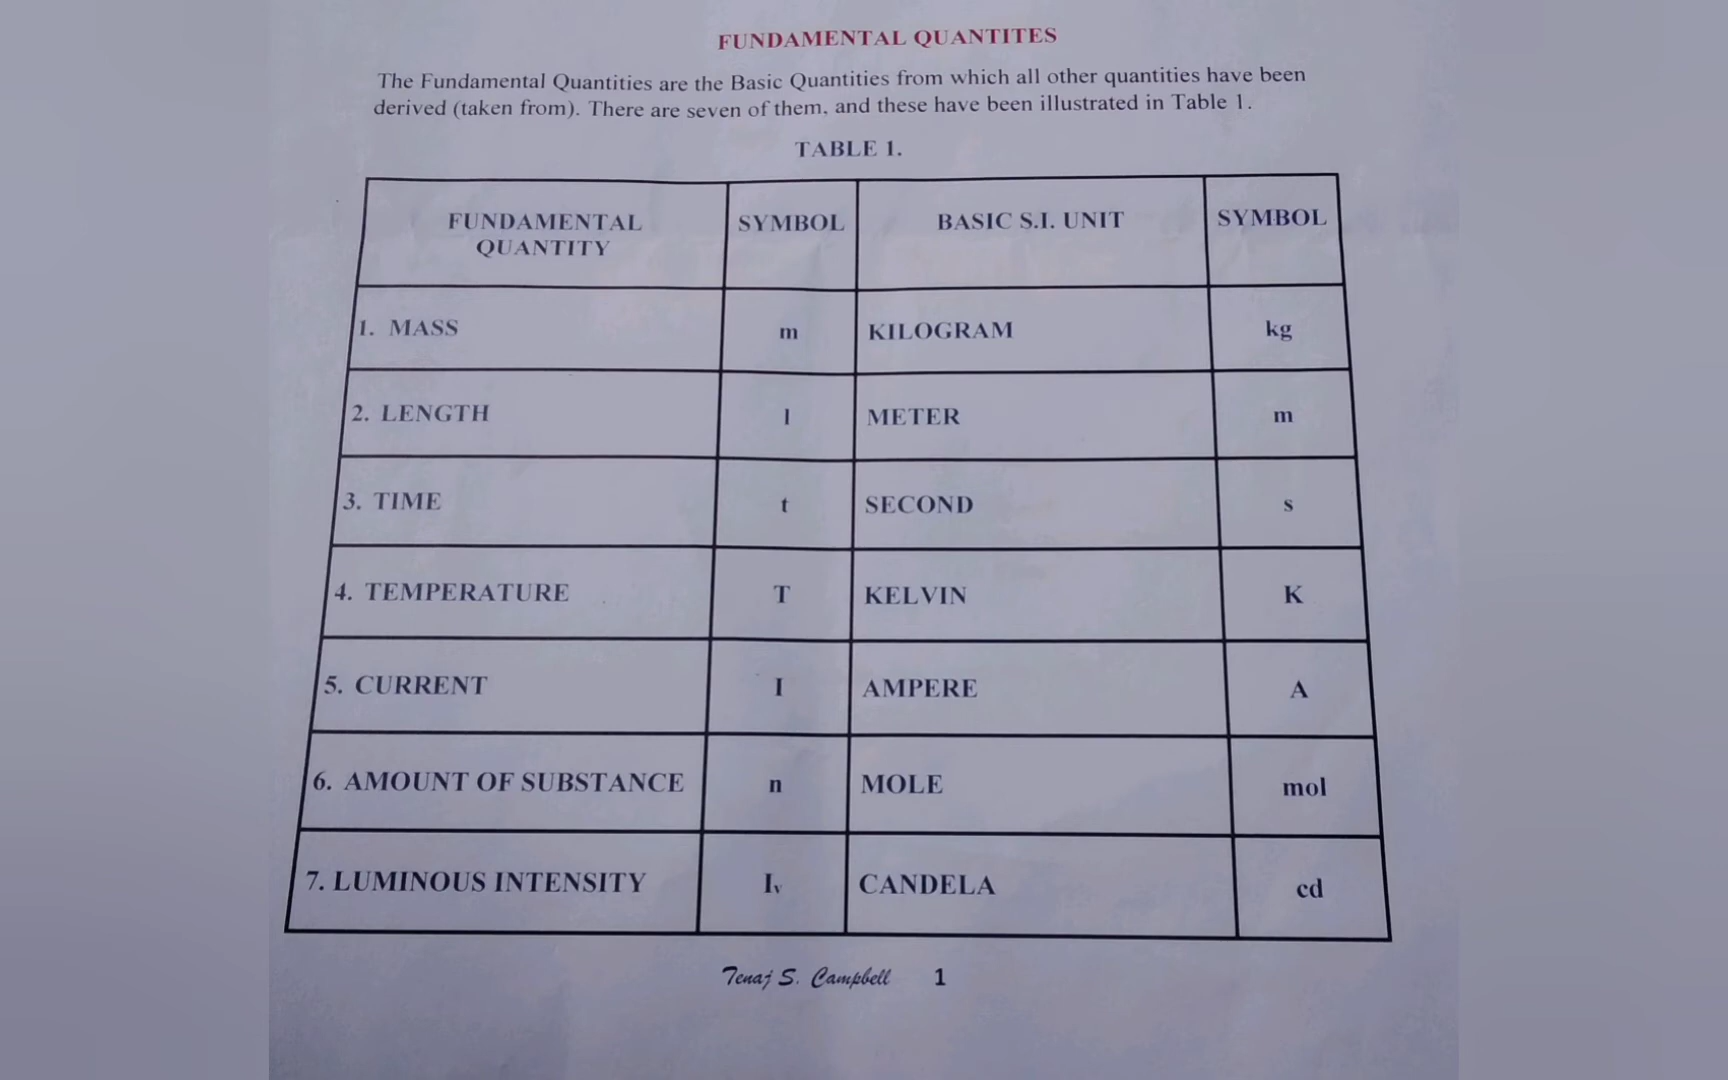 FUNDAMENTAL QUANTITES
The Fundamental Quantities are the Basic Quantities from which all other quantities have been
derived (taken from). There are seven of them, and these have been illustrated in Table 1.
TABLE 1.
FUNDAMENTAL QUANTITY SYMBOL BASIC S.I. UNIT SYMBOL
1. MASS m KILOGRAM kg
2. LENGTH l METER m
3. TIME t SECOND s
4. TEMPERATURE T KELVIN K
5. CURRENT I AMPERE A
6. AMOUNT OF SUBSTANCE n MOLE mol
7. LUMINOUS INTENSITY Iv CANDELA cd
Tenaj S. Campbell 1